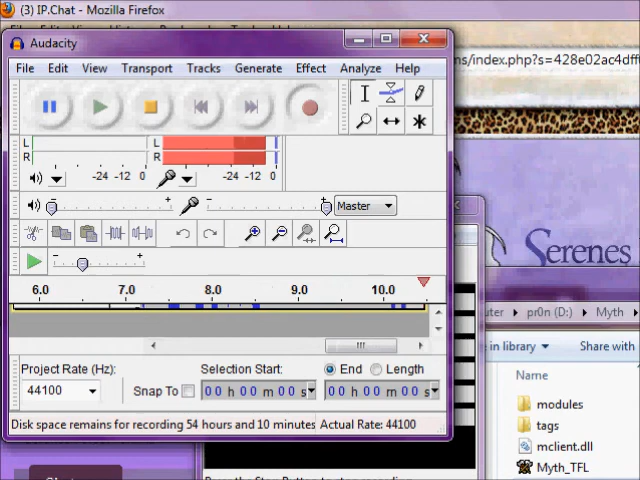 (3) IP.Chat - Mozilla Firefox
Audacity
ms/index.php?s=428e02ac4dff
File Edit View Transport Tracks Generate Effect Analyze Help
L
R
-24 -12 0
L
R
-24 -12 0
Master
Serenes
6.0 7.0 8.0 9.0 10.0
uter pr0n (D:) Myth
e in library Share with
Name
modules
tags
mclient.dll
Myth_TFL
Project Rate (Hz):
44100
Snap To
Selection Start:
00 h 00 m 00 s
End Length
00 h 00 m 00 s
Disk space remains for recording 54 hours and 10 minutes
Actual Rate: 44100